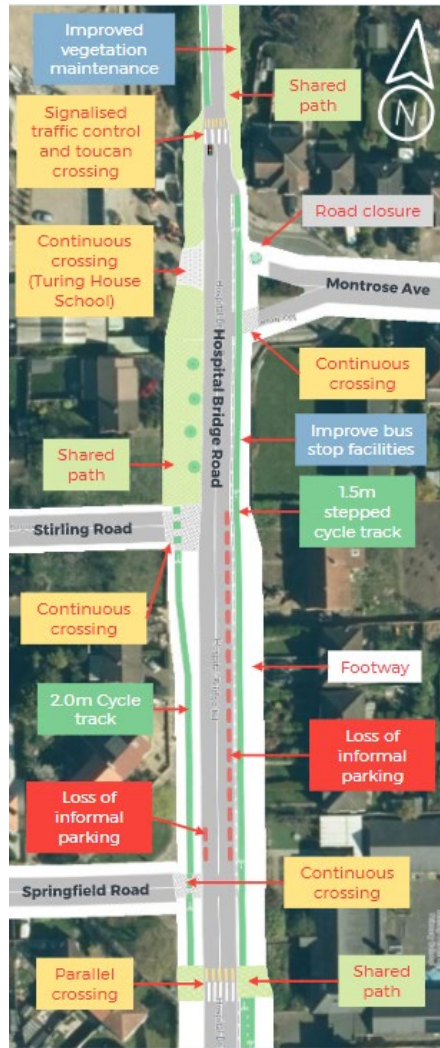 Improved
vegetation
maintenance
N
Shared
path
Signalised
traffic control
and toucan
crossing
Road closure
Continuous
crossing
(Turing House
School)
Montrose Ave
Hospital Bridge Road
Continuous
crossing
Improve bus
stop facilities
Shared
path
1.5m
stepped
cycle track
Stirling Road
Continuous
crossing
Footway
2.0m Cycle
track
Loss of
informal
parking
Loss of
informal
parking
Continuous
crossing
Springfield Road
Parallel
crossing
Shared
path